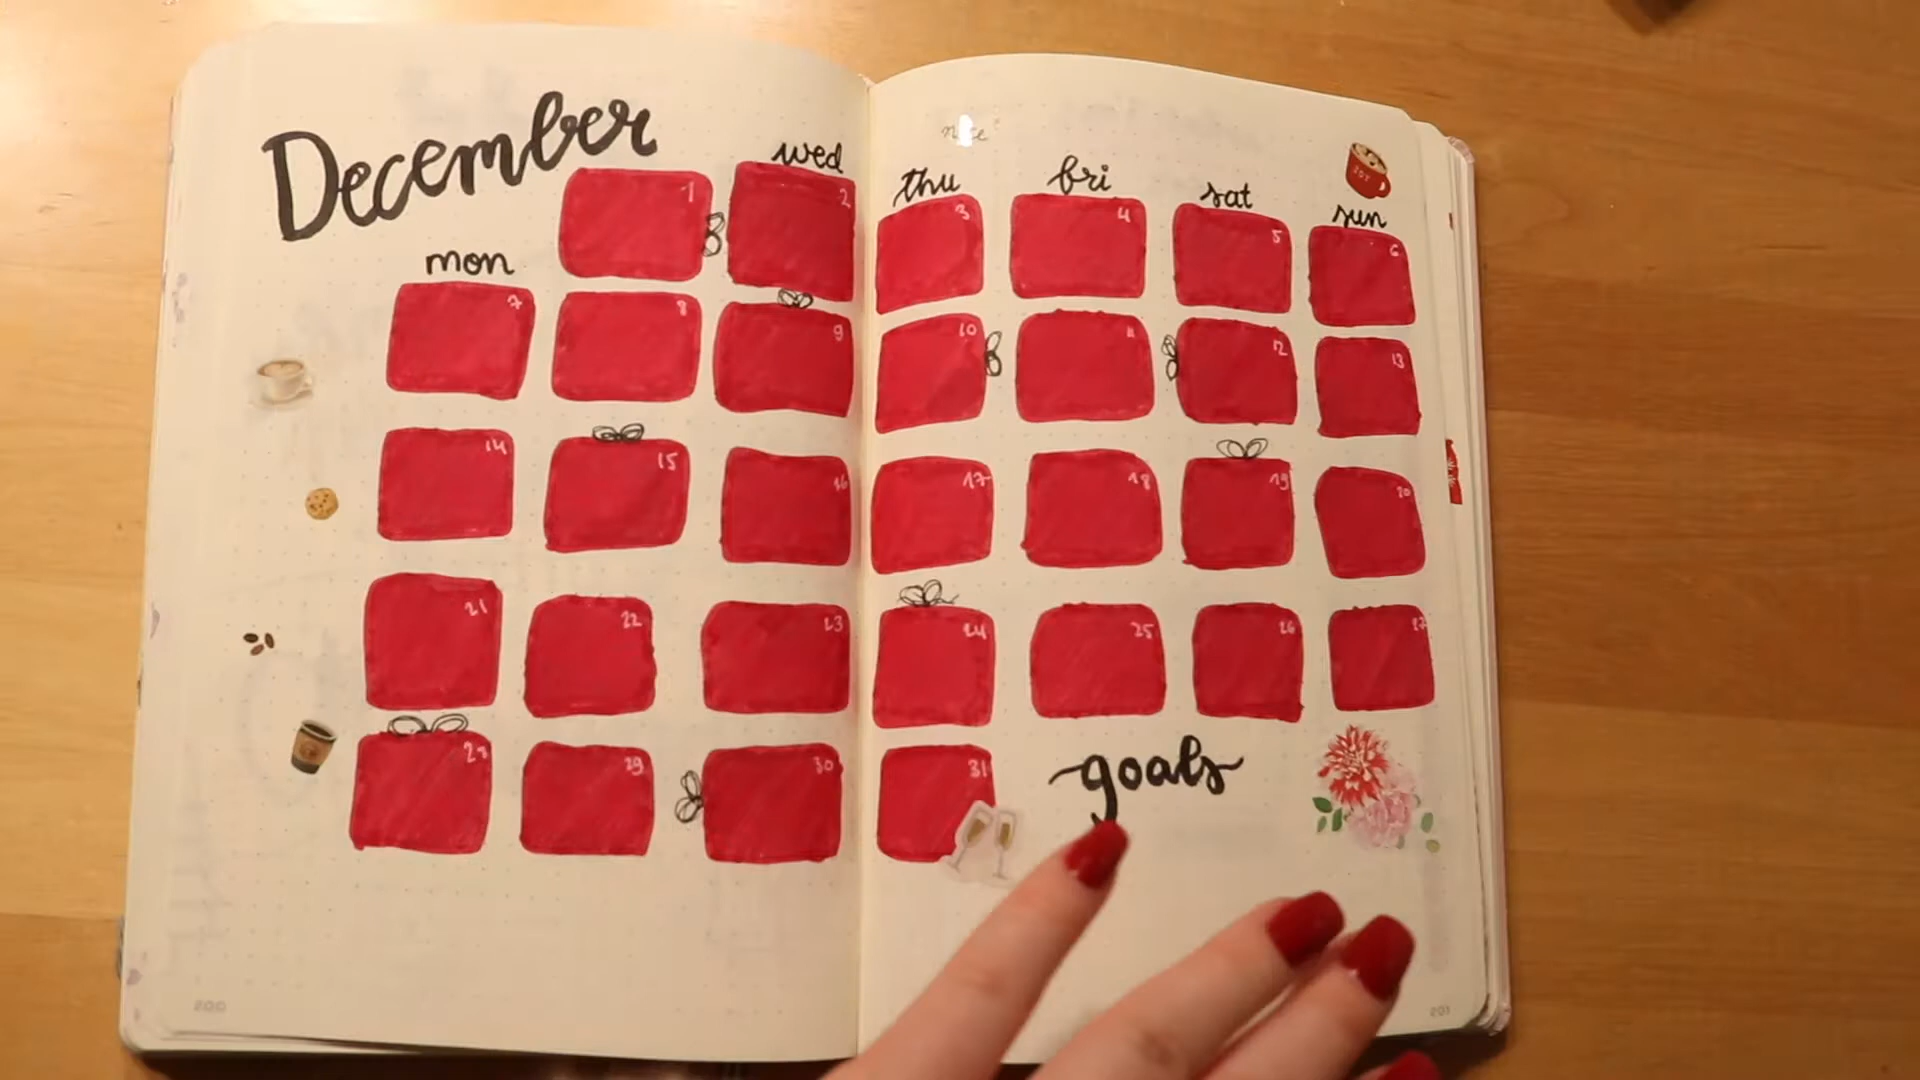 December
wed
thu
fri
sat
sun
mon
1 2 3 4 5 6
7 8 9 10 11 12 13
14 15 16 17 18 19 20
21 22 23 24 25 26 27
28 29 30 31
goals
200
201